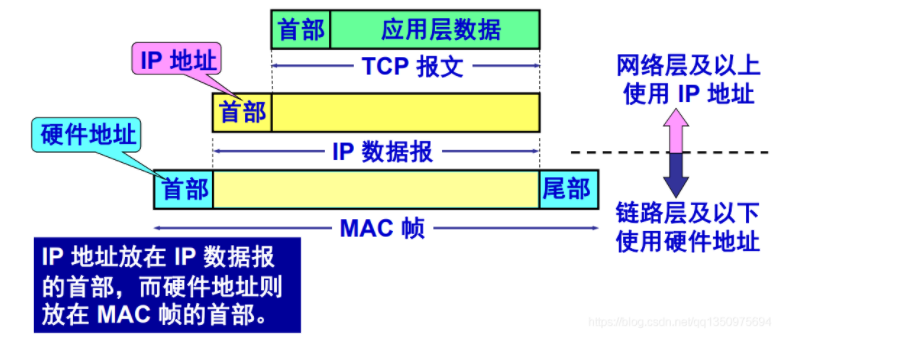 首部
应用层数据
TCP 报文
IP 地址
首部
IP 数据报
硬件地址
首部
尾部
MAC 帧
网络层及以上
使用 IP 地址
链路层及以下
使用硬件地址
IP 地址放在 IP 数据报
的首部，而硬件地址则
放在 MAC 帧的首部。
https://blog.csdn.net/qq1350975694